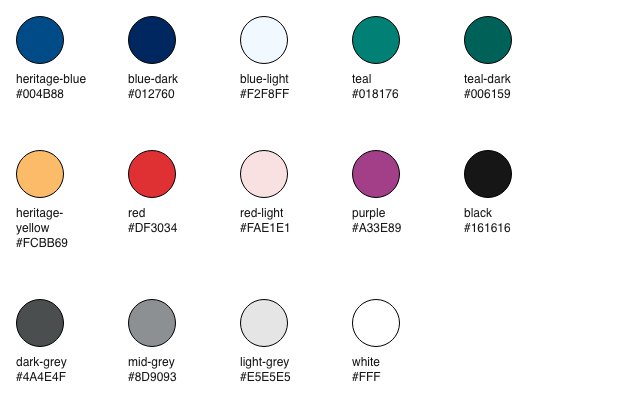 heritage-blue
#004B88
blue-dark
#012760
blue-light
#F2F8FF
teal
#018176
teal-dark
#006159
heritage-
yellow
#FCBB69
red
#DF3034
red-light
#FAE1E1
purple
#A33E89
black
#161616
dark-grey
#4A4E4F
mid-grey
#8D9093
light-grey
#E5E5E5
white
#FFF